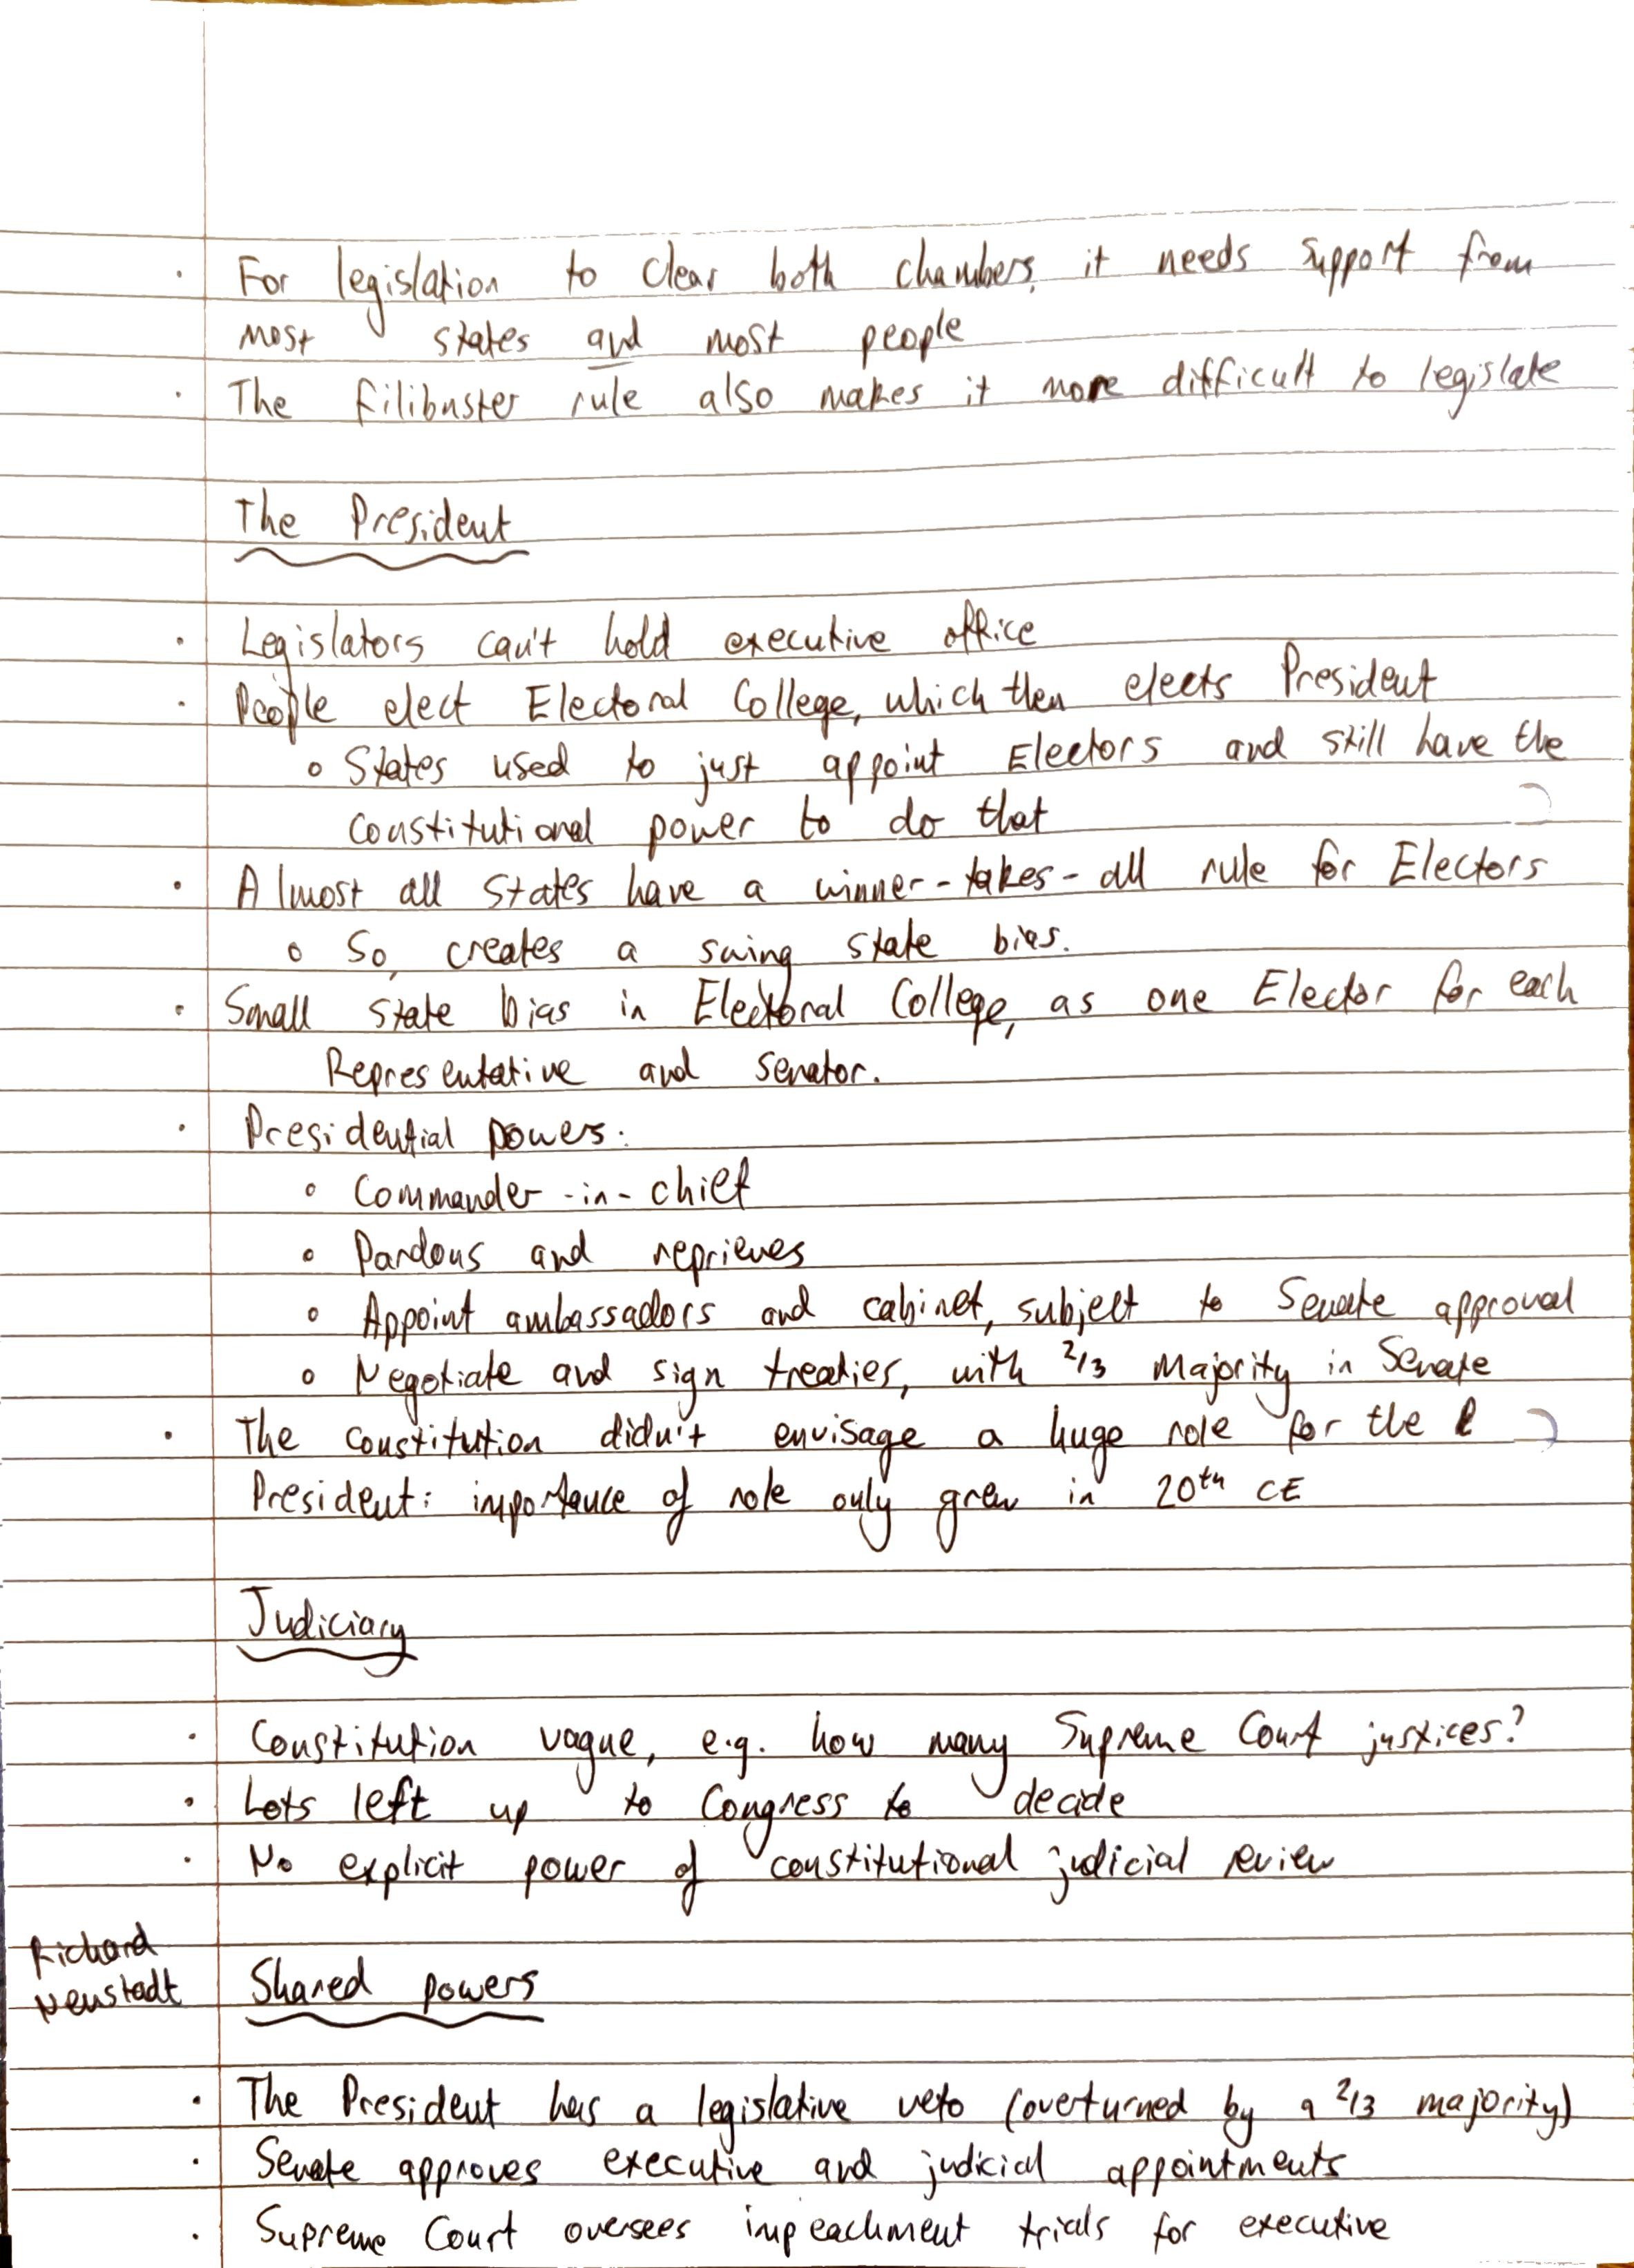 · For legislation to clear both chambers, it needs support from
most states and most people
· The filibuster rule also makes it more difficult to legislate
The President
· Legislators can't hold executive office
· People elect Electoral College, which then elects President
o States used to just appoint Electors and still have the
constitutional power to do that
· Almost all states have a winner-takes-all rule for Electors
o So, creates a swing state bias.
· Small state bias in Electoral College, as one Elector for each
Representative and Senator.
· Presidential powers:
o Commander-in-chief
o Pardons and reprieves
o Appoint ambassadors and cabinet, subject to Senate approval
o Negotiate and sign treaties, with 2/3 majority in Senate
· The constitution didn't envisage a huge role for the
President: importance of role only grew in 20th CE
Judiciary
· Constitution vague, e.g. how many Supreme Court justices?
· Lots left up to Congress to decide
· No explicit power of constitutional judicial review
Richard
Neustadt
Shared powers
· The President has a legislative veto (overturned by a 2/3 majority)
· Senate approves executive and judicial appointments
· Supreme Court oversees impeachment trials for executive